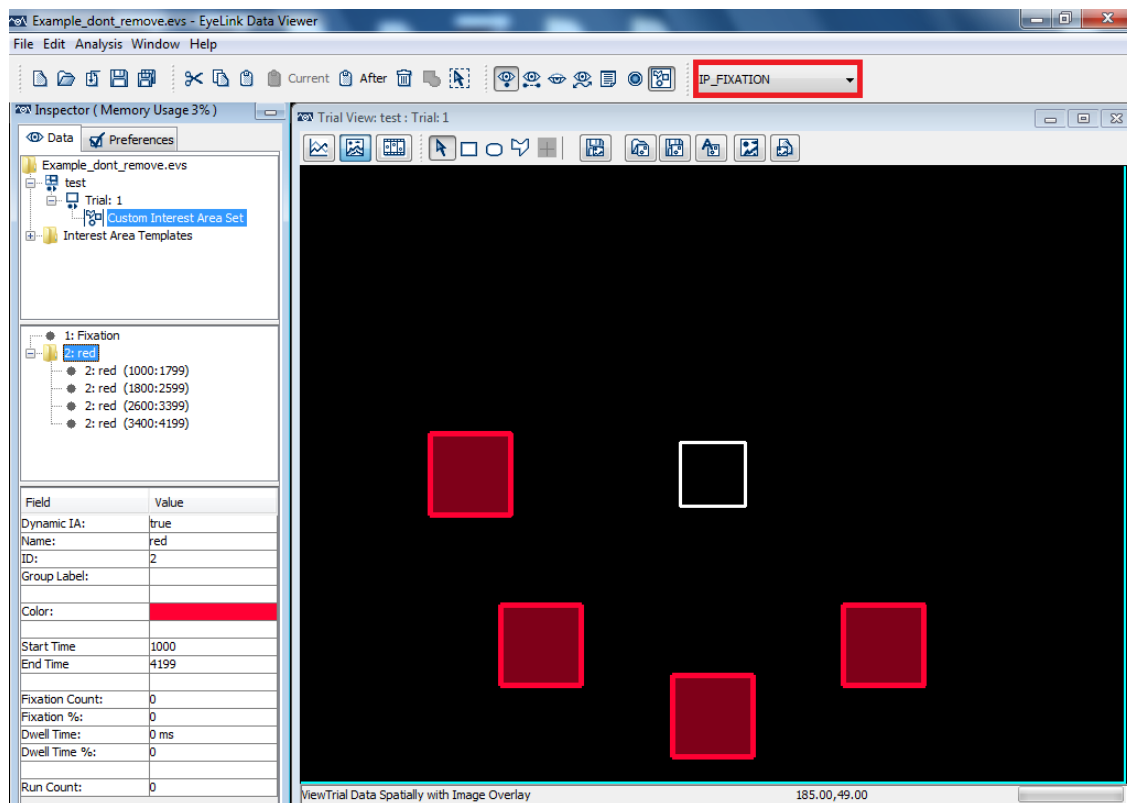 Example_dont_remove.evs - EyeLink Data Viewer
File Edit Analysis Window Help
Current After IP_FIXATION
Inspector ( Memory Usage 3% )
Data Preferences
Example_dont_remove.evs
test
Trial: 1
Custom Interest Area Set
Interest Area Templates
1: Fixation
2: red
2: red (1000:1799)
2: red (1800:2599)
2: red (2600:3399)
2: red (3400:4199)
Field Value
Dynamic IA: true
Name: red
ID: 2
Group Label:
Color:
Start Time 1000
End Time 4199
Fixation Count: 0
Fixation %: 0
Dwell Time: 0 ms
Dwell Time %: 0
Run Count: 0
Trial View: test : Trial: 1
ViewTrial Data Spatially with Image Overlay 185.00,49.00